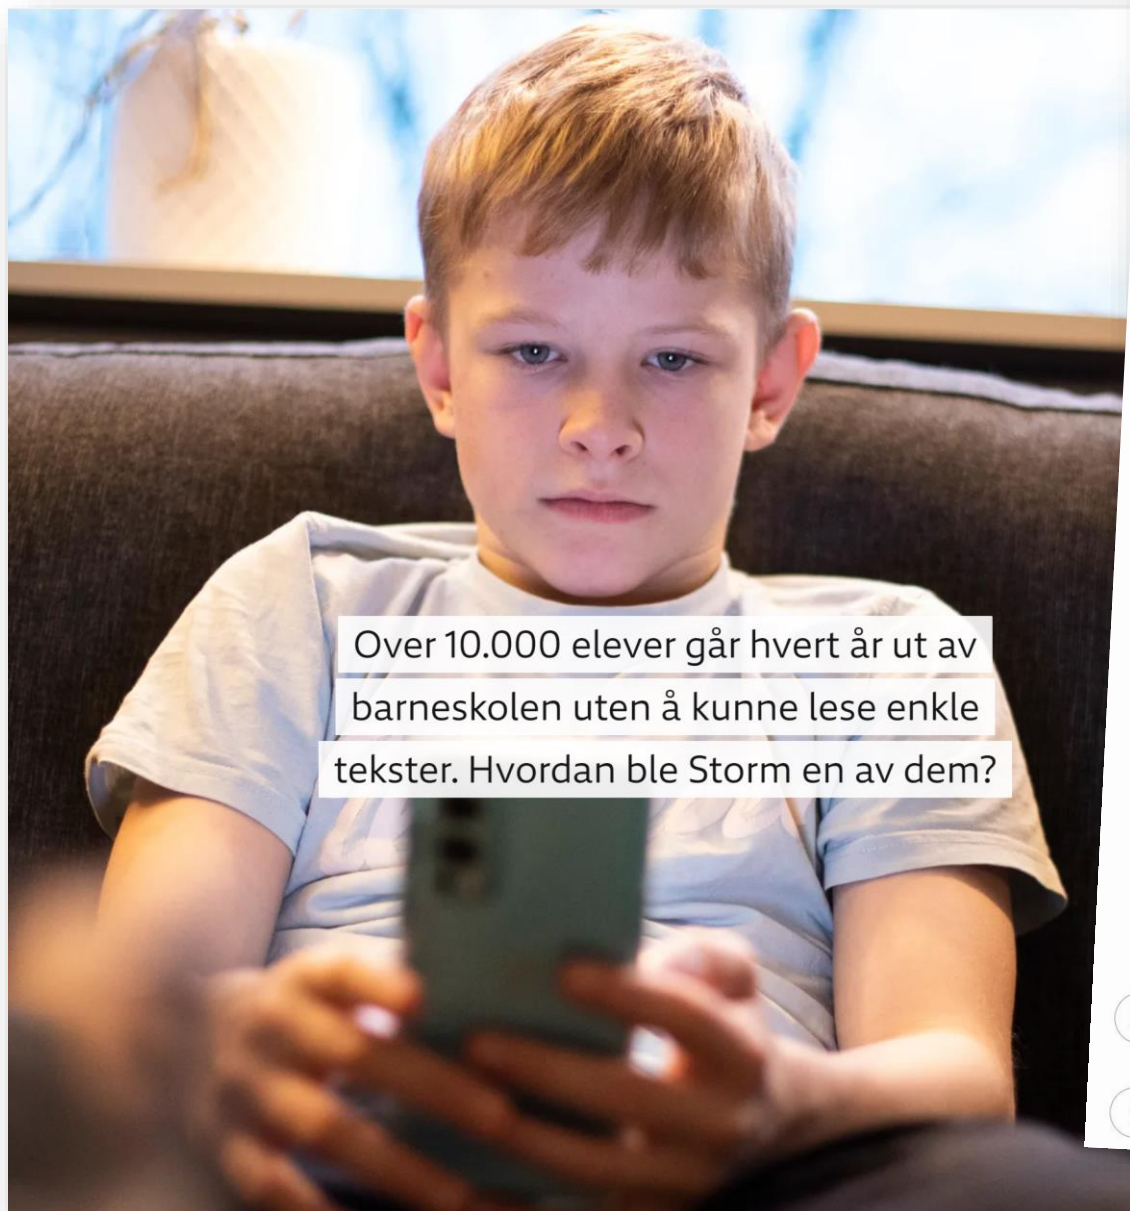 Over 10.000 elever går hvert år ut av
barneskolen uten å kunne lese enkle
tekster. Hvordan ble Storm en av dem?